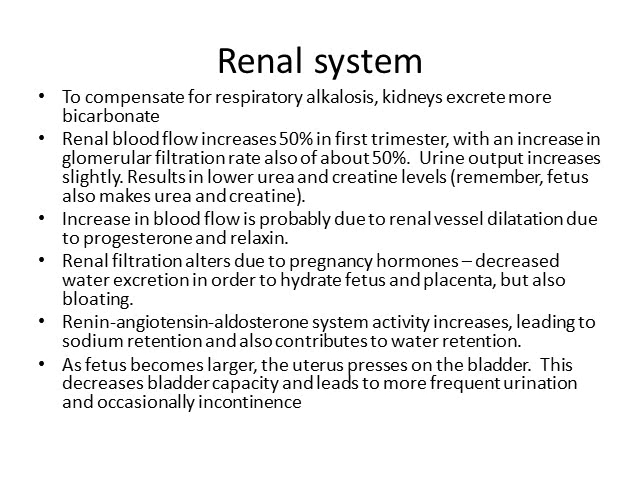 Renal system
• To compensate for respiratory alkalosis, kidneys excrete more
bicarbonate
• Renal blood flow increases 50% in first trimester, with an increase in
glomerular filtration rate also of about 50%.  Urine output increases
slightly. Results in lower urea and creatine levels (remember, fetus
also makes urea and creatine).
• Increase in blood flow is probably due to renal vessel dilatation due
to progesterone and relaxin.
• Renal filtration alters due to pregnancy hormones – decreased
water excretion in order to hydrate fetus and placenta, but also
bloating.
• Renin-angiotensin-aldosterone system activity increases, leading to
sodium retention and also contributes to water retention.
• As fetus becomes larger, the uterus presses on the bladder.  This
decreases bladder capacity and leads to more frequent urination
and occasionally incontinence